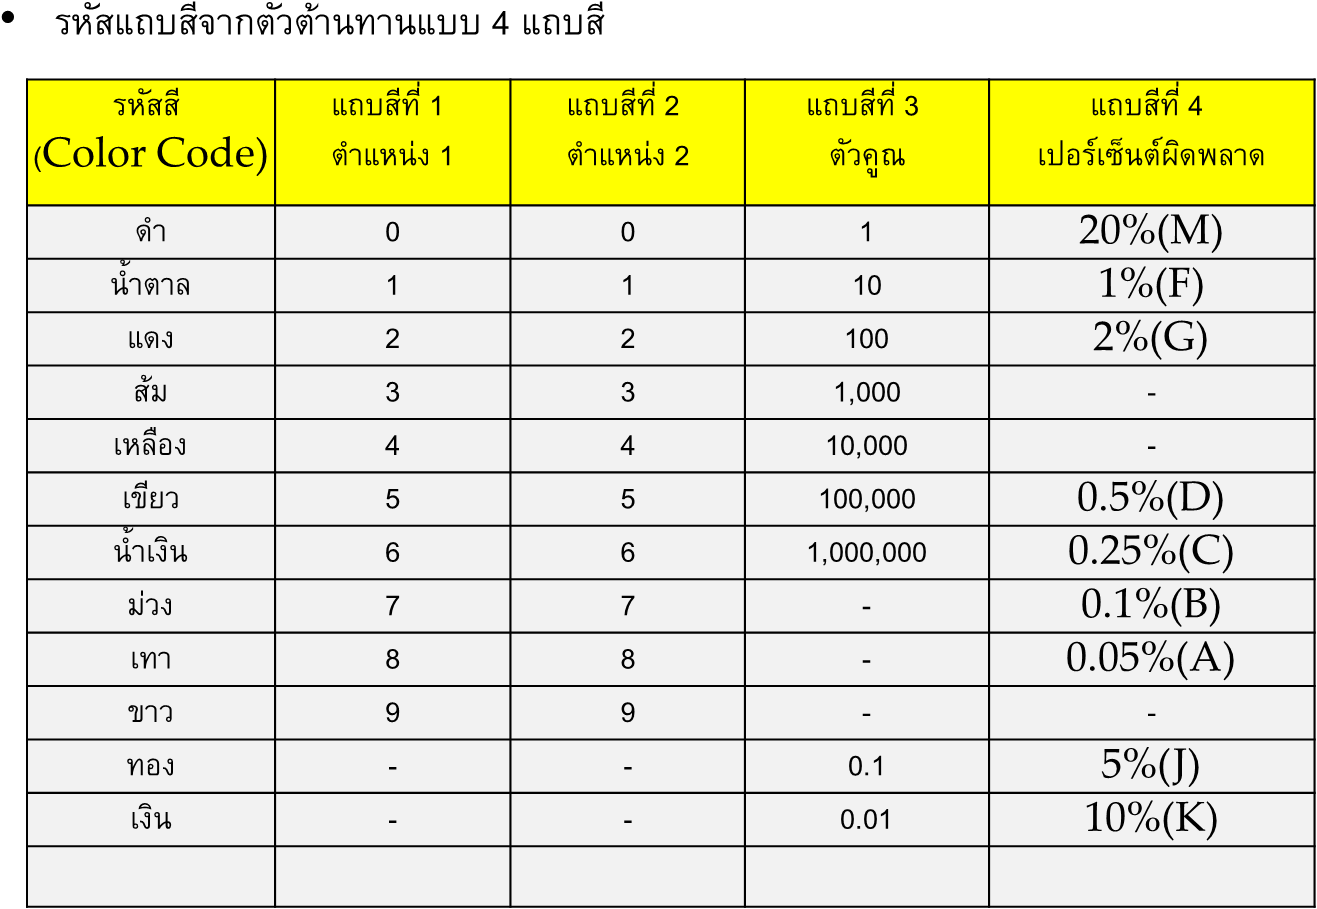 • รหัสแถบสีจากตัวต้านทานแบบ 4 แถบสี
รหัสสี แถบสีที่ 1 แถบสีที่ 2 แถบสีที่ 3 แถบสีที่ 4
(Color Code) ตำแหน่ง 1 ตำแหน่ง 2 ตัวคูณ เปอร์เซ็นต์ผิดพลาด
ดำ 0 0 1 20%(M)
น้ำตาล 1 1 10 1%(F)
แดง 2 2 100 2%(G)
ส้ม 3 3 1,000 -
เหลือง 4 4 10,000 -
เขียว 5 5 100,000 0.5%(D)
น้ำเงิน 6 6 1,000,000 0.25%(C)
ม่วง 7 7 - 0.1%(B)
เทา 8 8 - 0.05%(A)
ขาว 9 9 - -
ทอง - - 0.1 5%(J)
เงิน - - 0.01 10%(K)